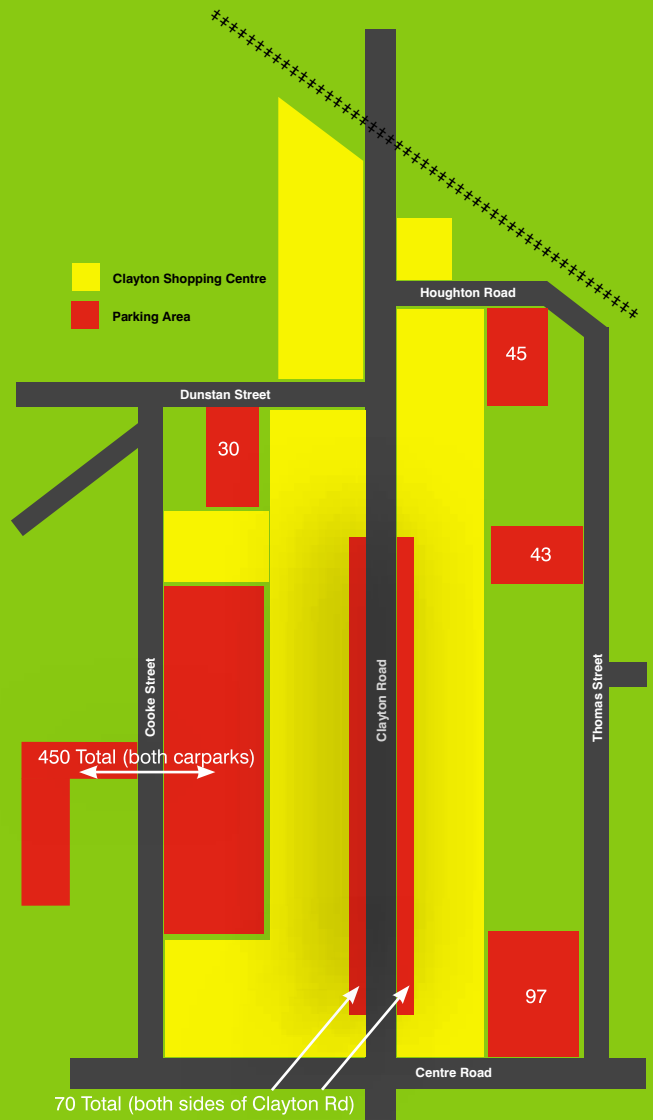 Clayton Shopping Centre
Parking Area
Houghton Road
45
Dunstan Street
30
43
Cooke Street
Clayton Road
Thomas Street
450 Total (both carparks)
97
Centre Road
70 Total (both sides of Clayton Rd)